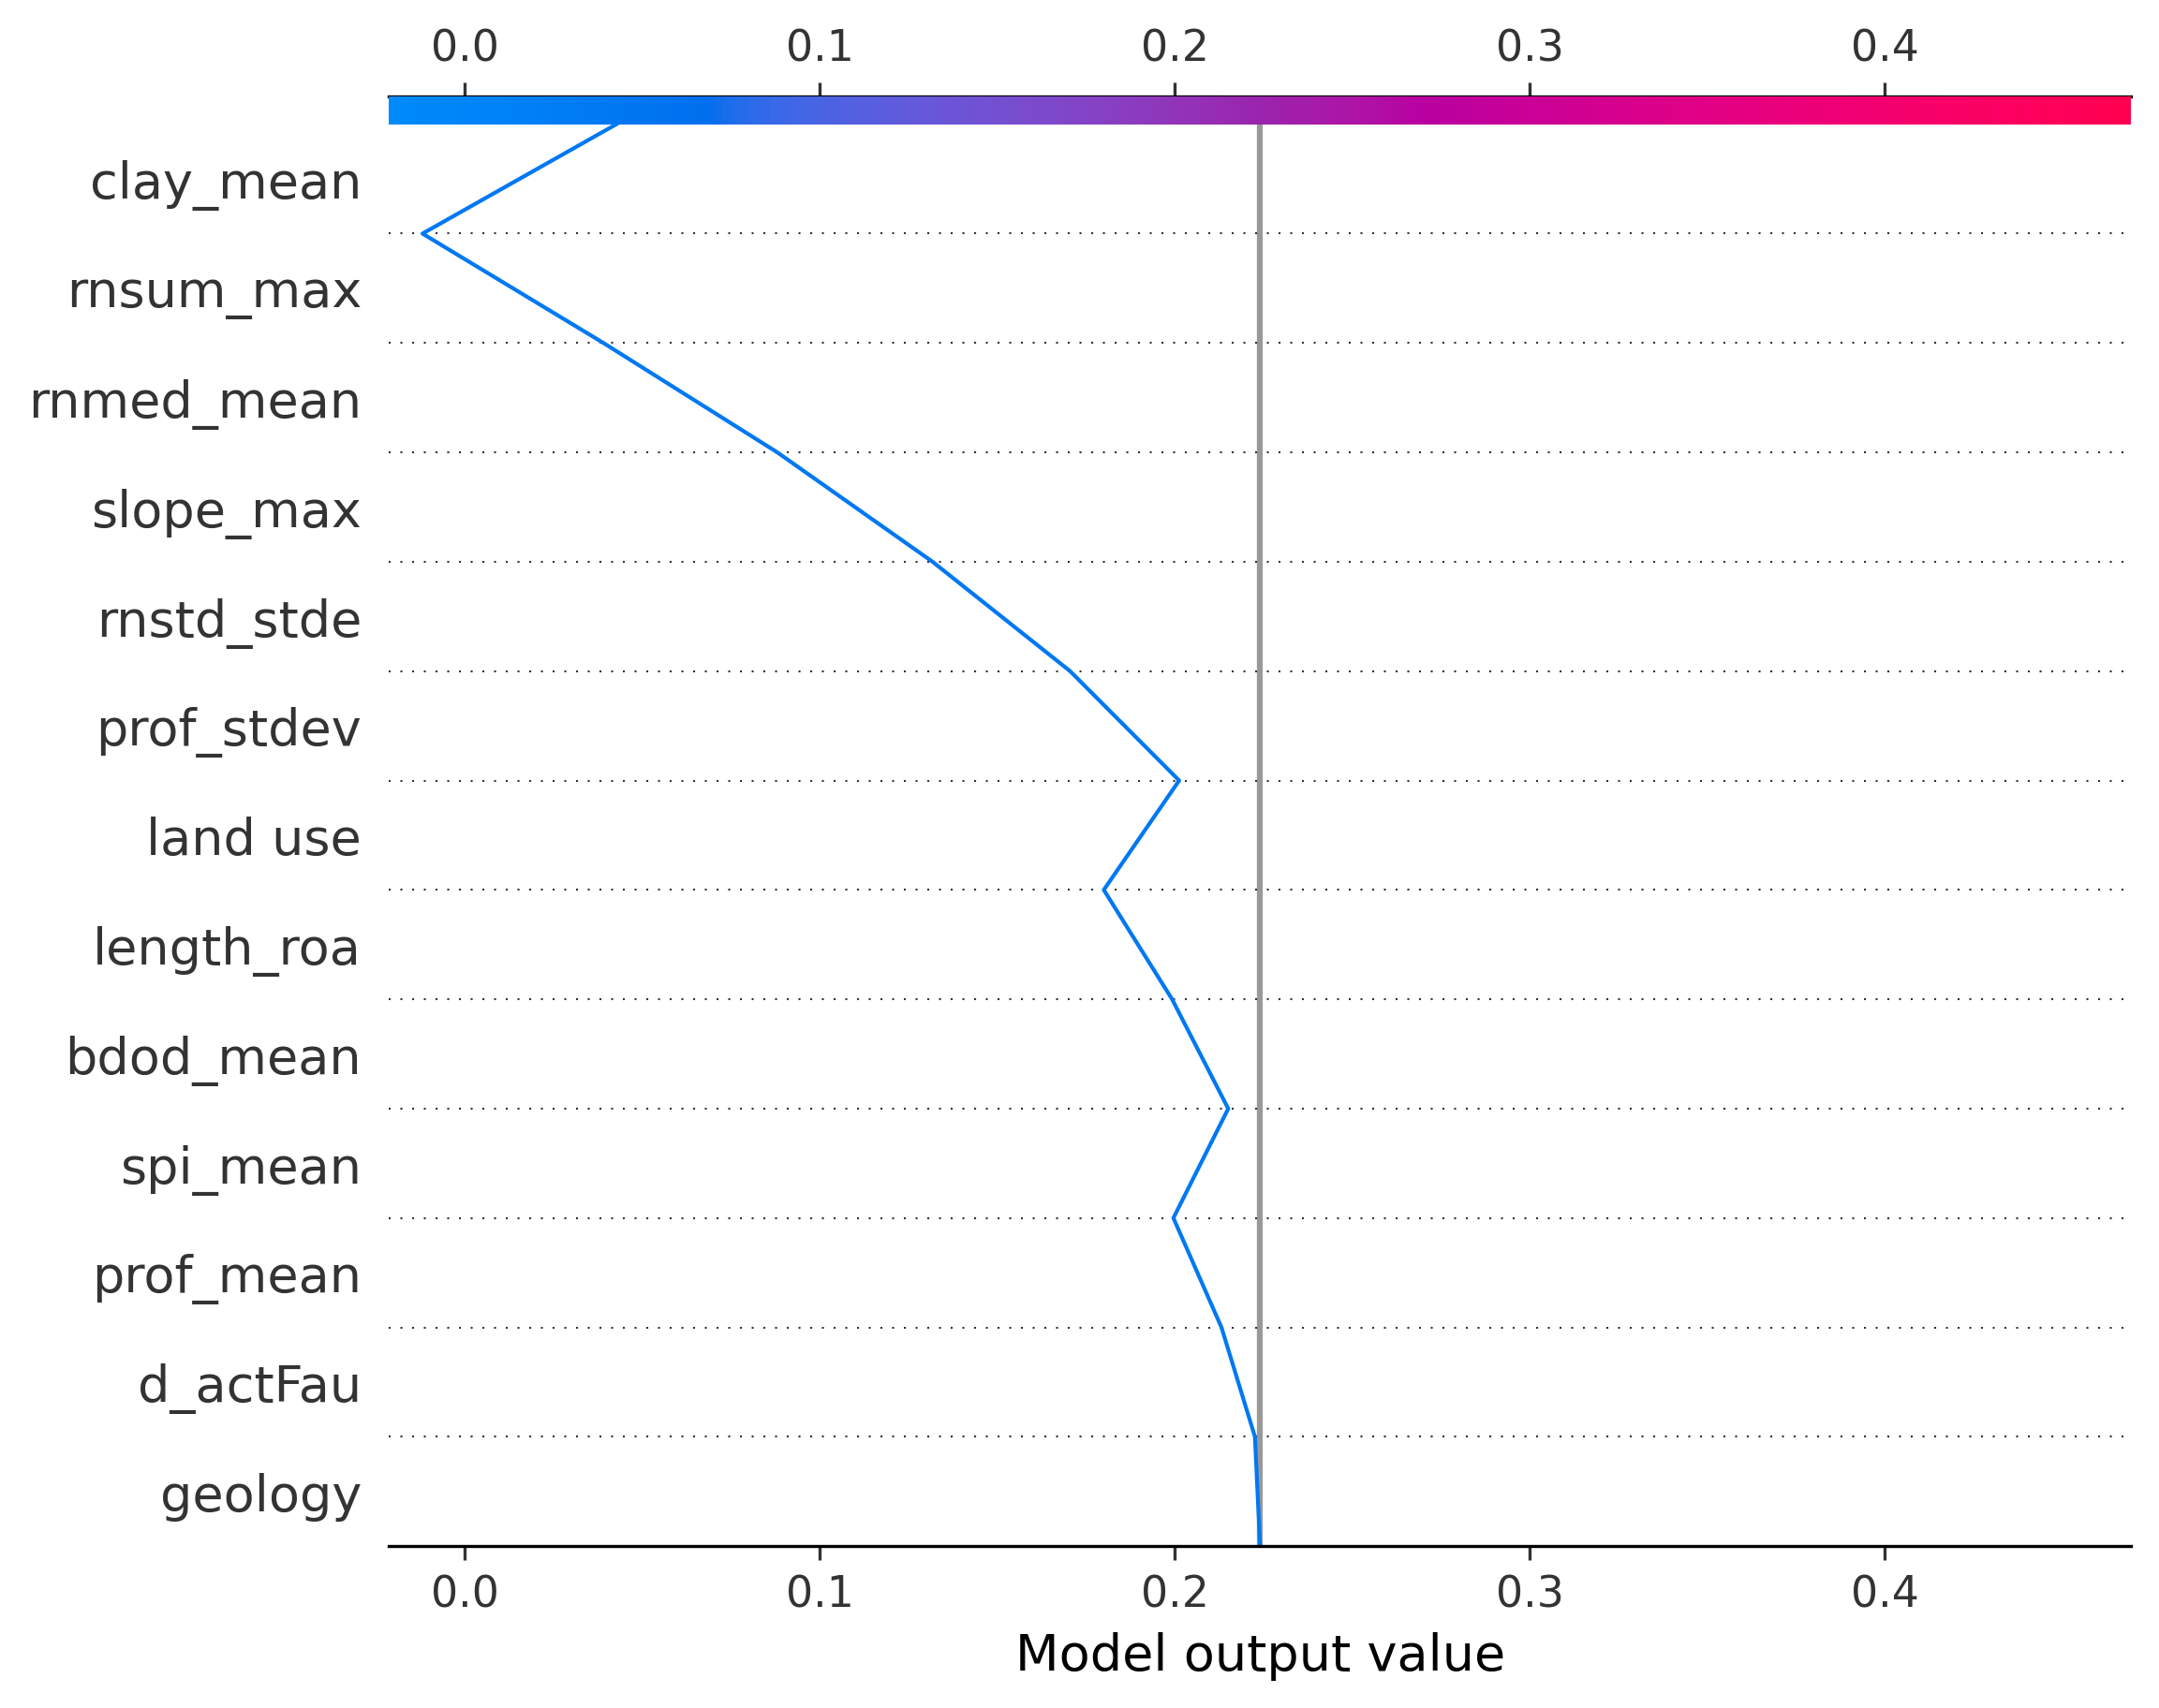 0.0 0.1 0.2 0.3 0.4
clay_mean
rnsum_max
rnmed_mean
slope_max
rnstd_stde
prof_stdev
land use
length_roa
bdod_mean
spi_mean
prof_mean
d_actFau
geology
0.0 0.1 0.2 0.3 0.4
Model output value